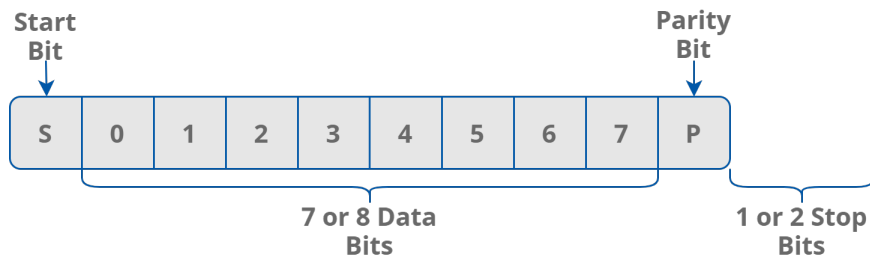 Start
Bit
Parity
Bit
S 0 1 2 3 4 5 6 7 P
7 or 8 Data
Bits
1 or 2 Stop
Bits